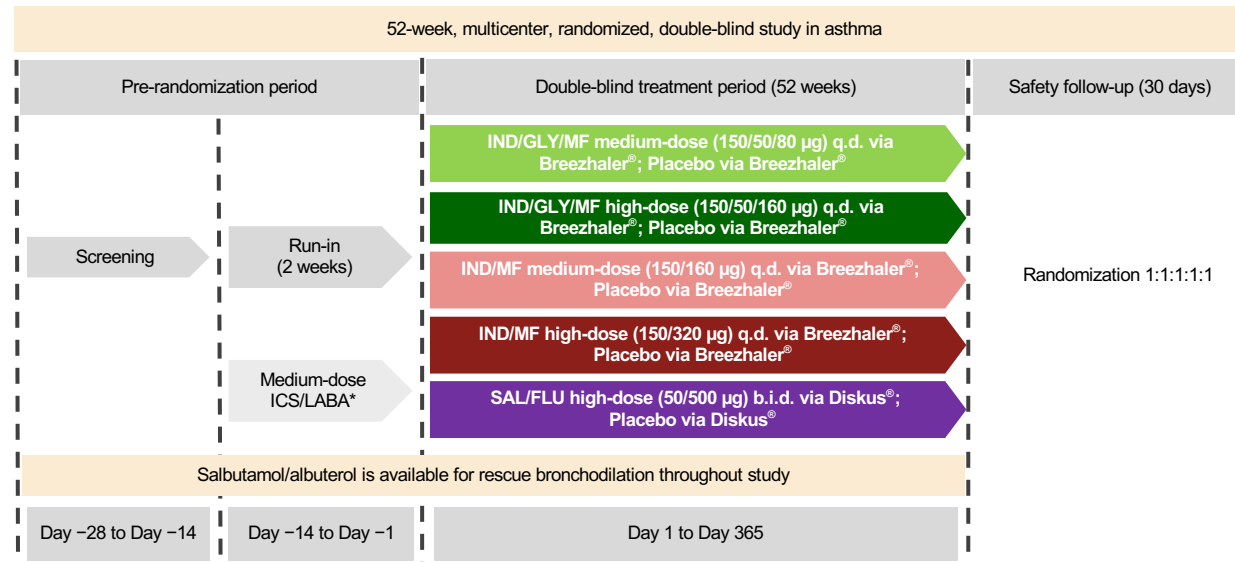 52-week, multicenter, randomized, double-blind study in asthma
Pre-randomization period
Double-blind treatment period (52 weeks)
Safety follow-up (30 days)
Screening
Run-in
(2 weeks)
Medium-dose
ICS/LABA*
IND/GLY/MF medium-dose (150/50/80 µg) q.d. via
Breezhaler®; Placebo via Breezhaler®
IND/GLY/MF high-dose (150/50/160 µg) q.d. via
Breezhaler®; Placebo via Breezhaler®
IND/MF medium-dose (150/160 µg) q.d. via Breezhaler®;
Placebo via Breezhaler®
IND/MF high-dose (150/320 µg) q.d. via Breezhaler®;
Placebo via Breezhaler®
SAL/FLU high-dose (50/500 µg) b.i.d. via Diskus®;
Placebo via Diskus®
Randomization 1:1:1:1:1
Salbutamol/albuterol is available for rescue bronchodilation throughout study
Day −28 to Day −14
Day −14 to Day −1
Day 1 to Day 365